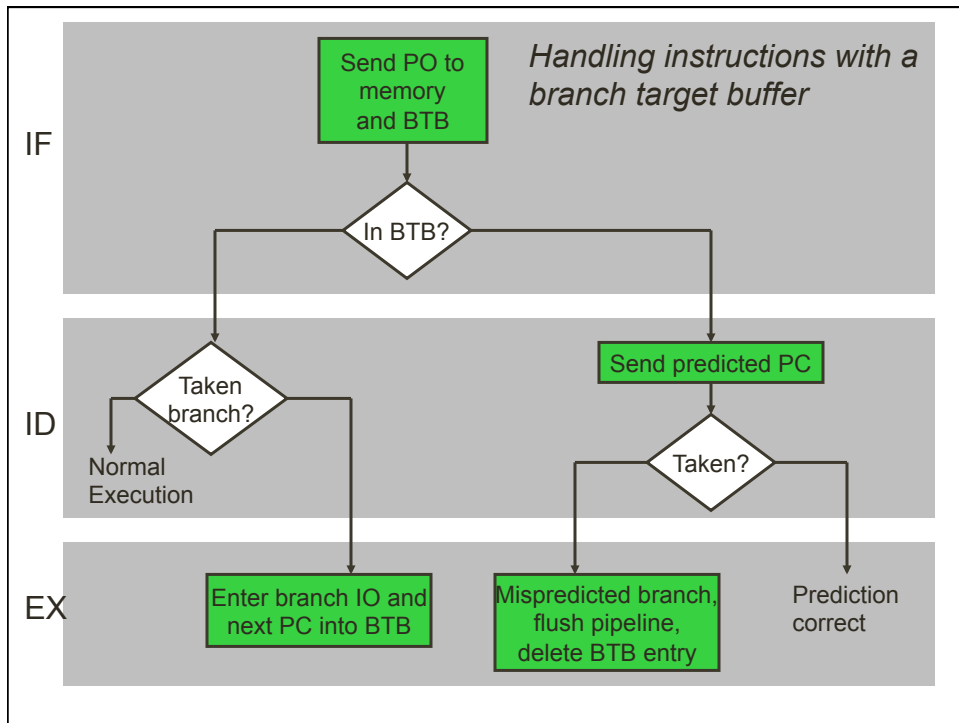 Handling instructions with a
branch target buffer
IF
Send PO to
memory
and BTB
In BTB?
ID
Taken
branch?
Normal
Execution
Send predicted PC
Taken?
EX
Enter branch IO and
next PC into BTB
Mispredicted branch,
flush pipeline,
delete BTB entry
Prediction
correct